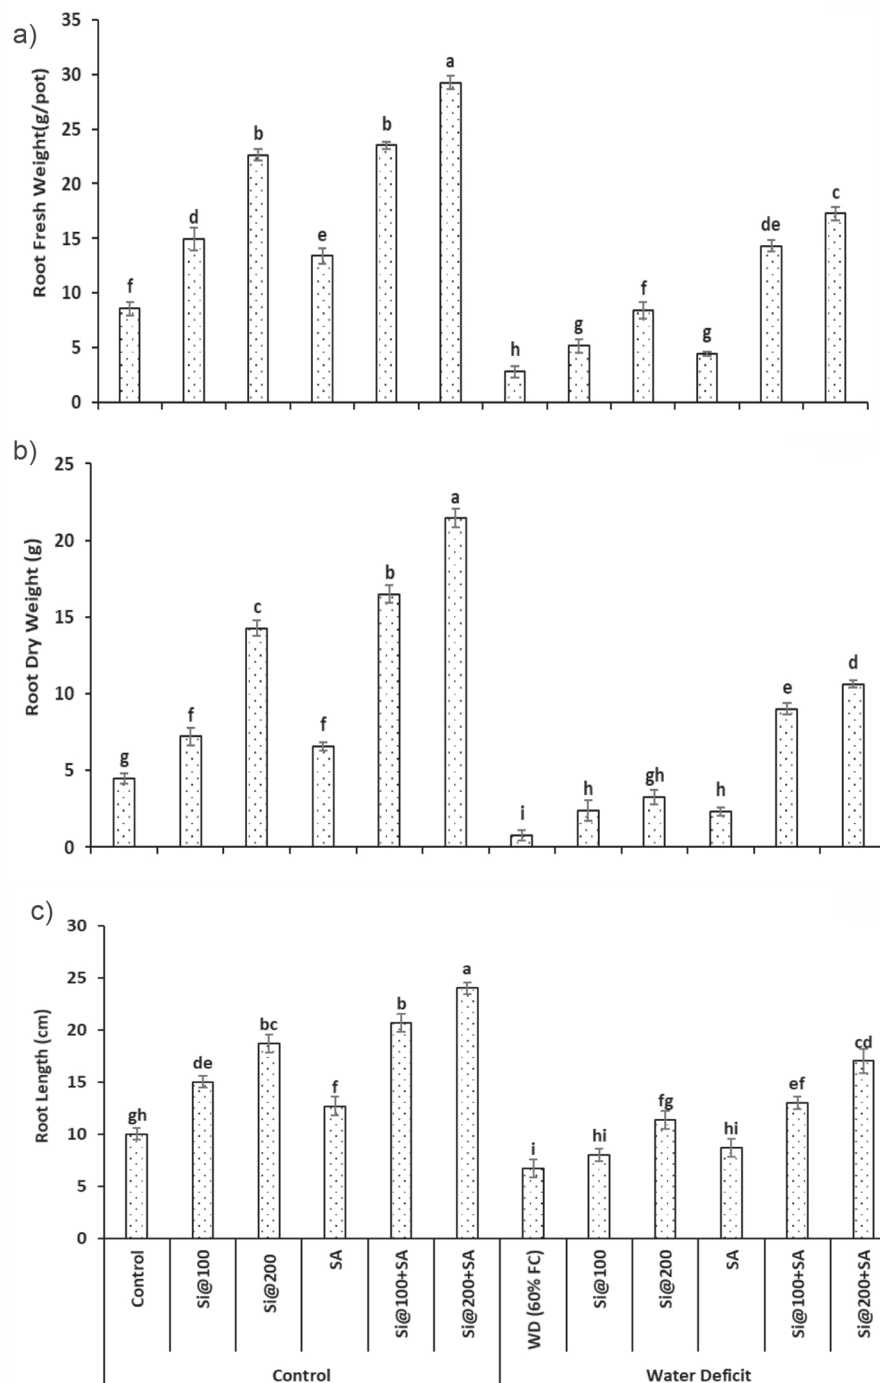 a)
Root Fresh Weight(g/pot)
35
30
25
20
15
10
5
0
f
d
b
e
b
a
h
g
f
g
de
c
b)
Root Dry Weight (g)
25
20
15
10
5
0
g
f
c
f
b
a
i
h
gh
h
e
d
c)
Root Length (cm)
30
25
20
15
10
5
0
gh
de
bc
f
b
a
i
hi
fg
hi
ef
cd
Control
Si@100
Si@200
SA
Si@100+SA
Si@200+SA
WD (60% FC)
Si@100
Si@200
SA
Si@100+SA
Si@200+SA
Control
Water Deficit